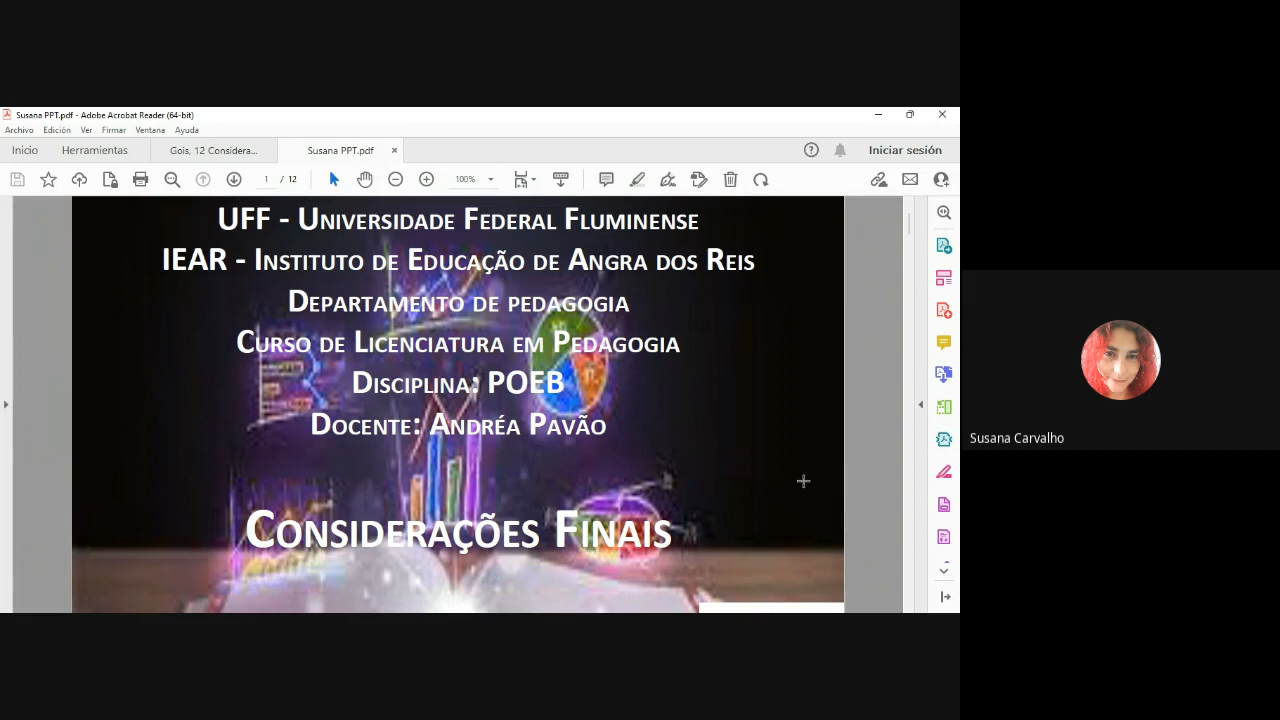 Susana PPT.pdf - Adobe Acrobat Reader (64-bit)
Archivo Edición Ver Firmar Ventana Ayuda
Inicio Herramientas Gois, 12 Considera... Susana PPT.pdf Iniciar sesión
1 / 12 100%
UFF - Universidade Federal Fluminense
IEAR - Instituto de Educação de Angra dos Reis
Departamento de pedagogia
Curso de Licenciatura em Pedagogia
Disciplina: POEB
Docente: Andréa Pavão
Considerações Finais
Susana Carvalho